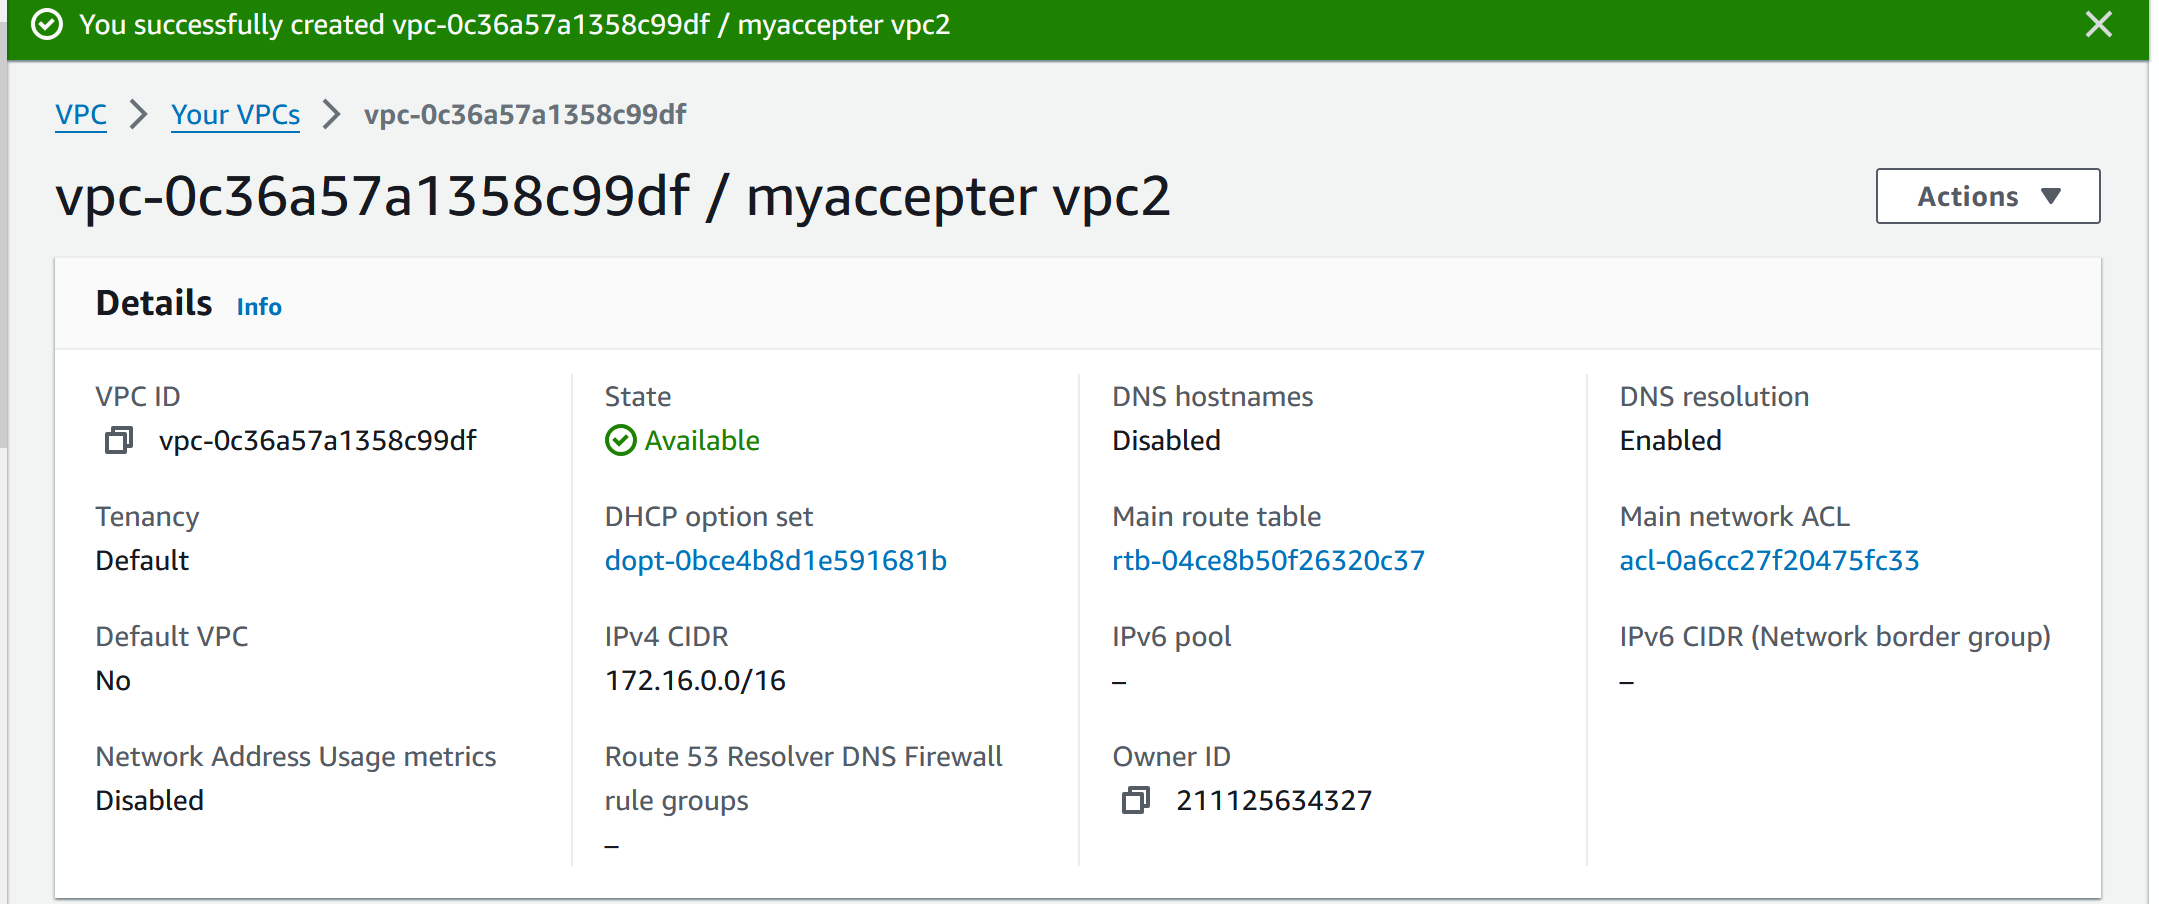 You successfully created vpc-0c36a57a1358c99df / myaccepter vpc2
VPC
Your VPCs
vpc-0c36a57a1358c99df
vpc-0c36a57a1358c99df / myaccepter vpc2
Actions
Details Info
VPC ID
vpc-0c36a57a1358c99df
State
Available
DNS hostnames
Disabled
DNS resolution
Enabled
Tenancy
Default
DHCP option set
dopt-0bce4b8d1e591681b
Main route table
rtb-04ce8b50f26320c37
Main network ACL
acl-0a6cc27f20475fc33
Default VPC
No
IPv4 CIDR
172.16.0.0/16
IPv6 pool
–
IPv6 CIDR (Network border group)
–
Network Address Usage metrics
Disabled
Route 53 Resolver DNS Firewall
rule groups
–
Owner ID
211125634327